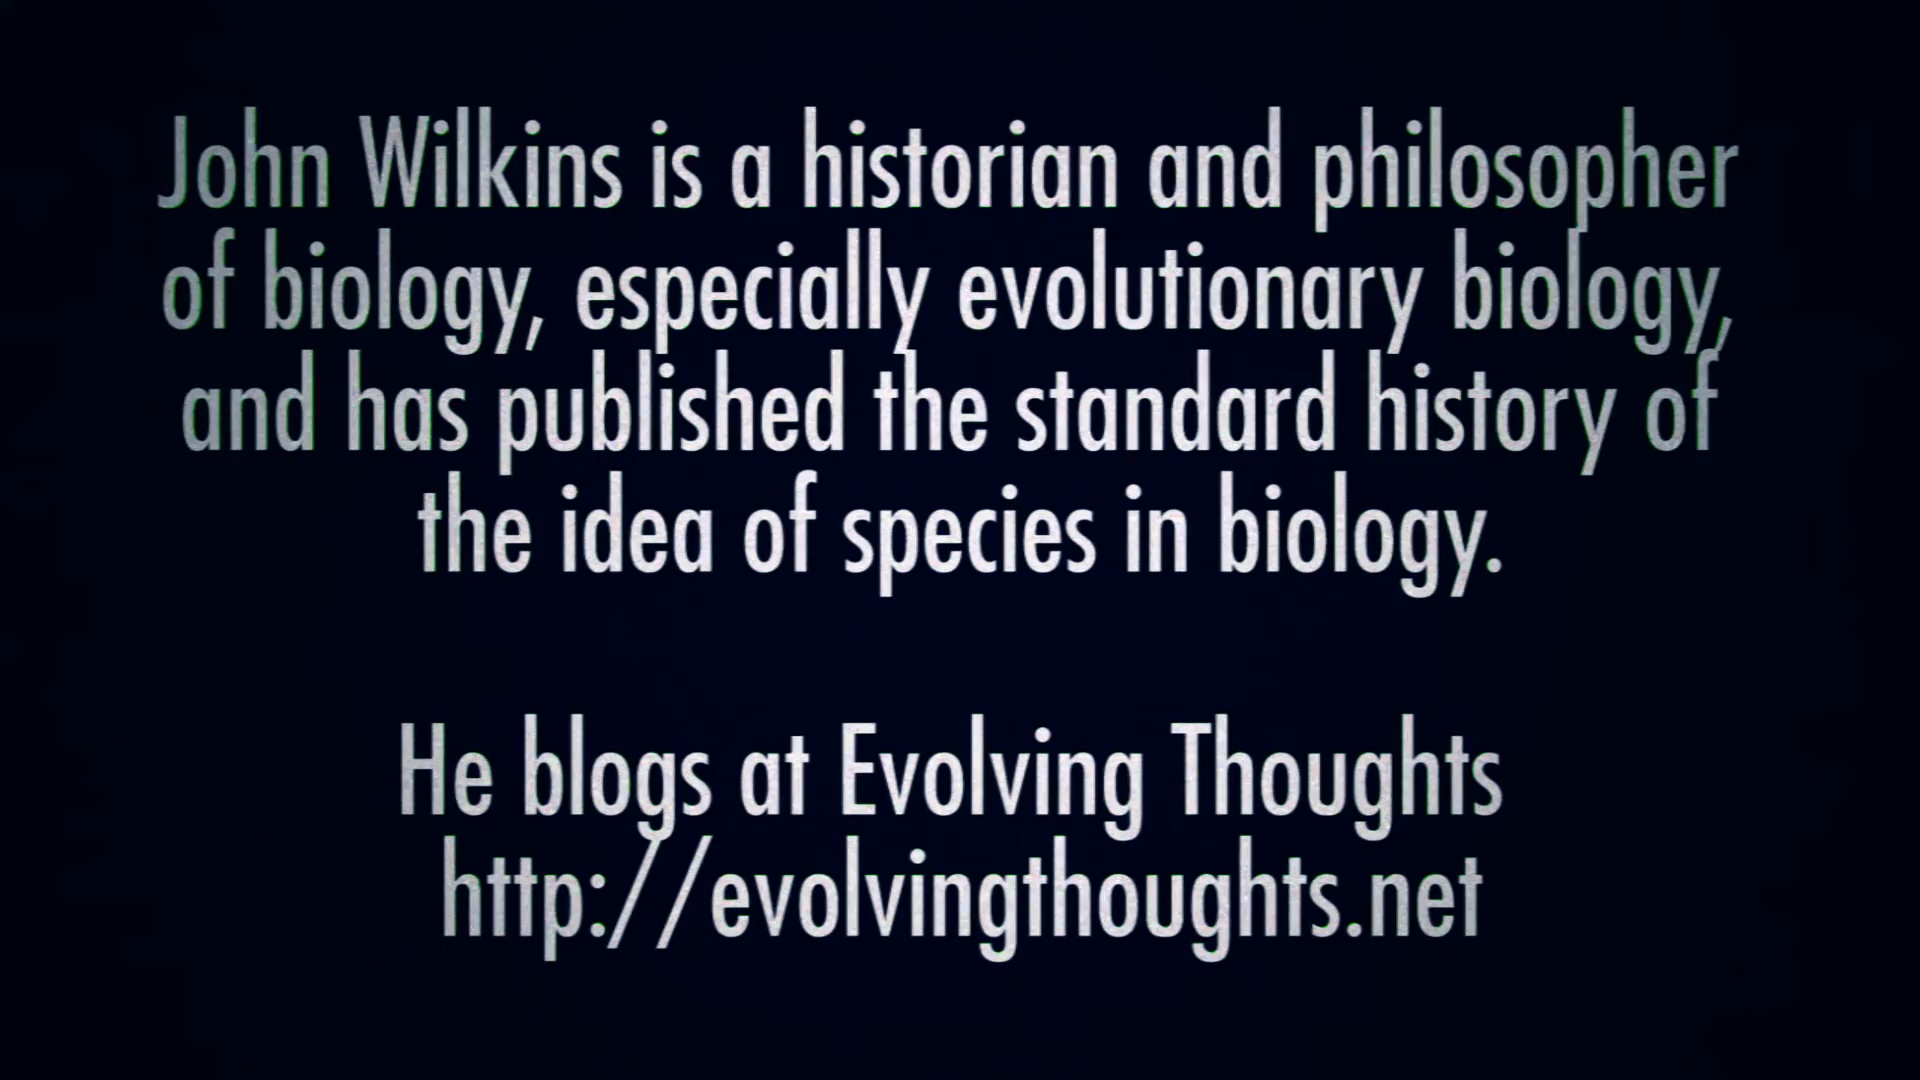 John Wilkins is a historian and philosopher
of biology, especially evolutionary biology,
and has published the standard history of
the idea of species in biology.
He blogs at Evolving Thoughts
http://evolvingthoughts.net